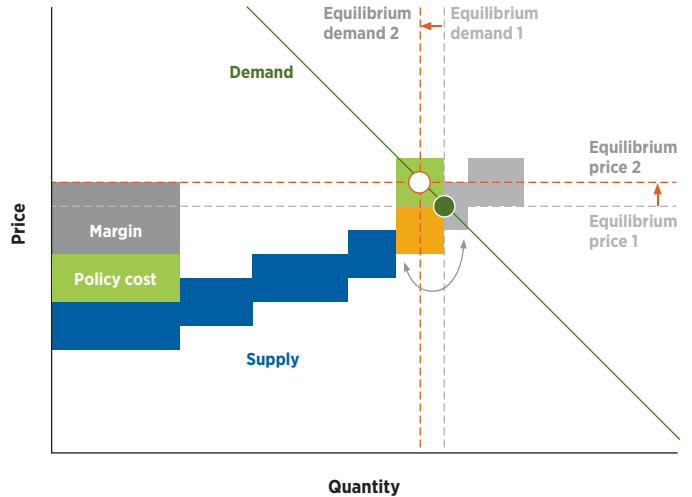 Equilibrium
demand 2
Equilibrium
demand 1
Demand
Equilibrium
price 2
Equilibrium
price 1
Price
Margin
Policy cost
Supply
Quantity